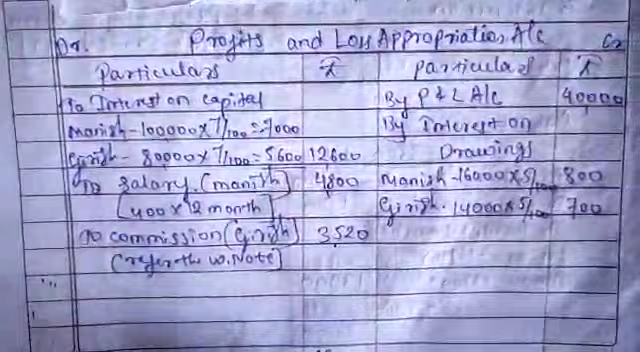 Dr. Profits and Loss Appropriation A/c Cr
Particulars ₹ Particulars ₹
To Interest on capital By P & L A/c 40000
Manish - 100000 x 7/100 = 7000 By Interest on
Girish - 80000 x 7/100 = 5600 12600 Drawings
To Salary (Manish) 4800 Manish - 16000 x 5/100 800
[400 x 12 month] Girish - 14000 x 5/100 700
To commission (Girish) 3520
(refer the w. Note)